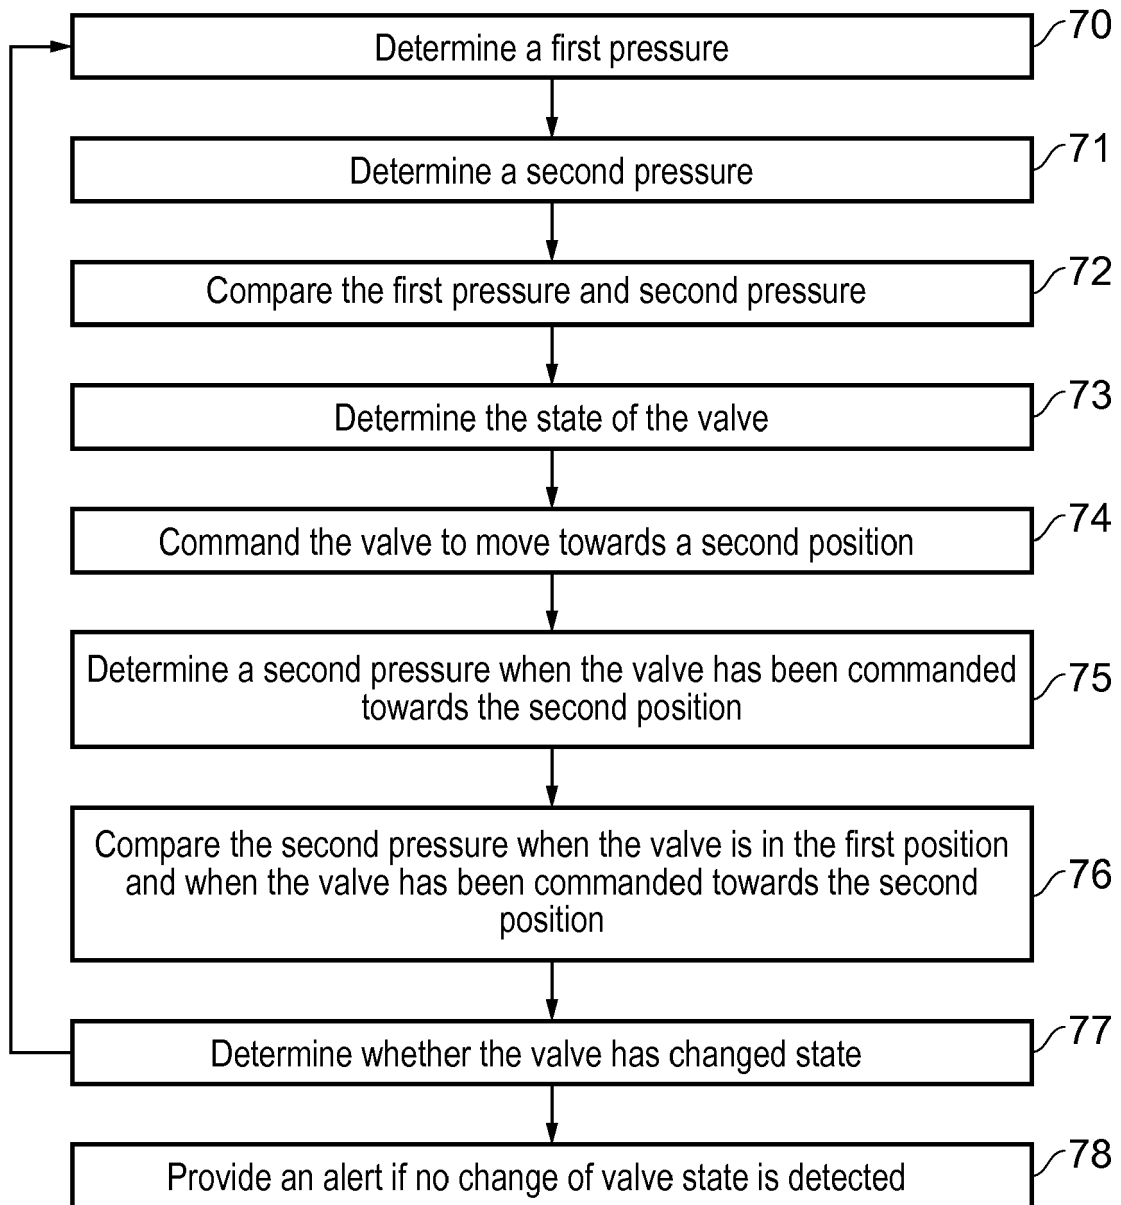 Determine a first pressure
70
Determine a second pressure
71
Compare the first pressure and second pressure
72
Determine the state of the valve
73
Command the valve to move towards a second position
74
Determine a second pressure when the valve has been commanded
towards the second position
75
Compare the second pressure when the valve is in the first position
and when the valve has been commanded towards the second
position
76
Determine whether the valve has changed state
77
Provide an alert if no change of valve state is detected
78